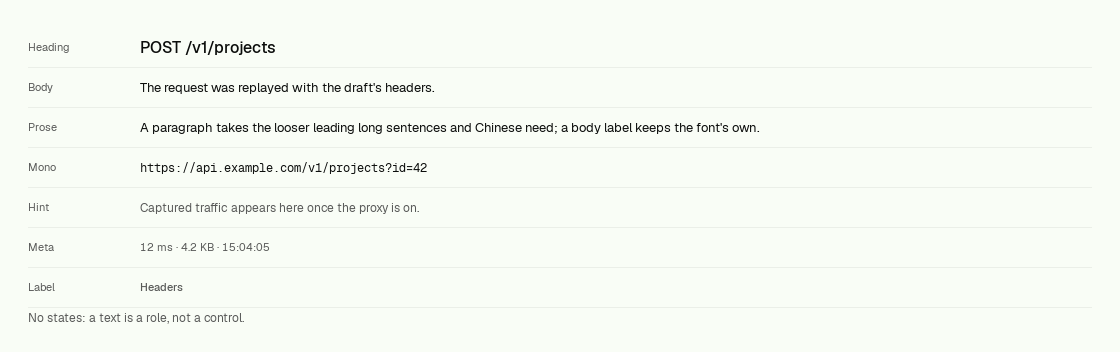 Heading POST /v1/projects
Body The request was replayed with the draft's headers.
Prose A paragraph takes the looser leading long sentences and Chinese need; a body label keeps the font's own.
Mono https://api.example.com/v1/projects?id=42
Hint Captured traffic appears here once the proxy is on.
Meta 12 ms · 4.2 KB · 15:04:05
Label Headers
No states: a text is a role, not a control.